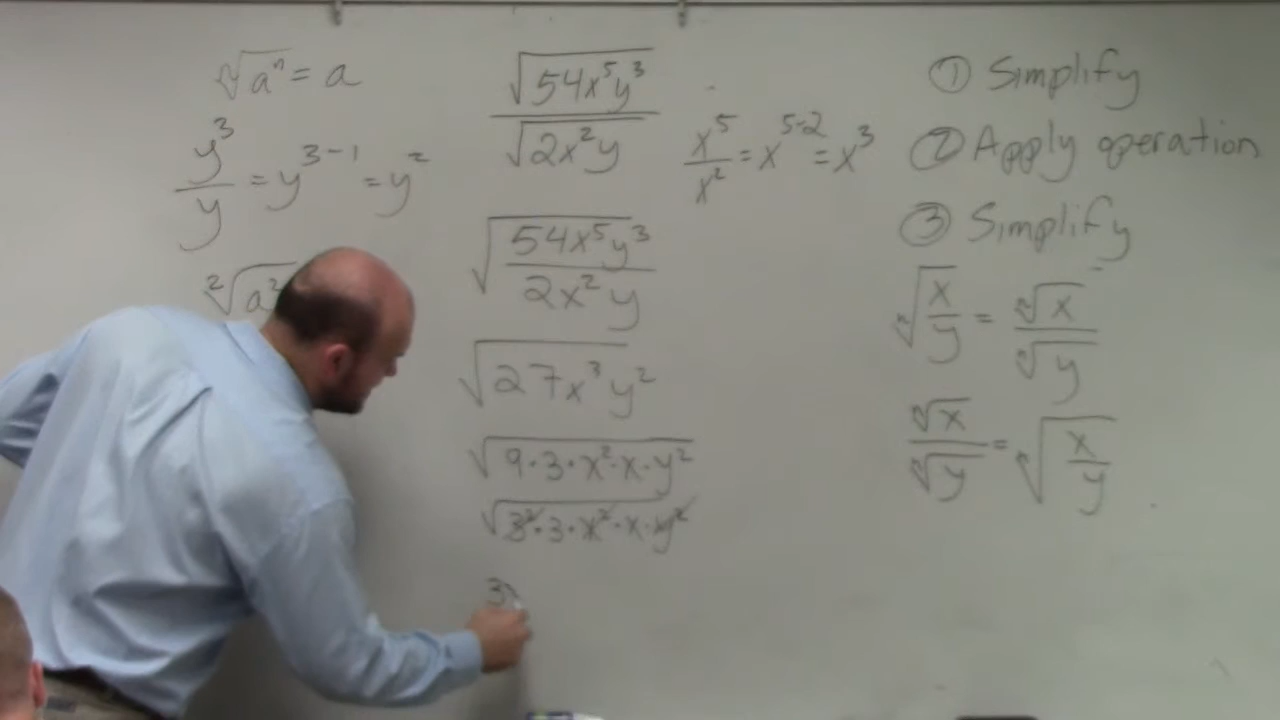 ⁿ√aⁿ = a
y³/y = y³⁻¹ = y²
²√a²
√54x⁵y³ / √2x²y
x⁵/x² = x⁵⁻² = x³
√(54x⁵y³ / 2x²y)
√27x³y²
√9·3·x²·x·y²
√3²·3·x²·x·y²
3x
① Simplify
② Apply operation
③ Simplify
ⁿ√(x/y) = ⁿ√x / ⁿ√y
ⁿ√x / ⁿ√y = ⁿ√(x/y)